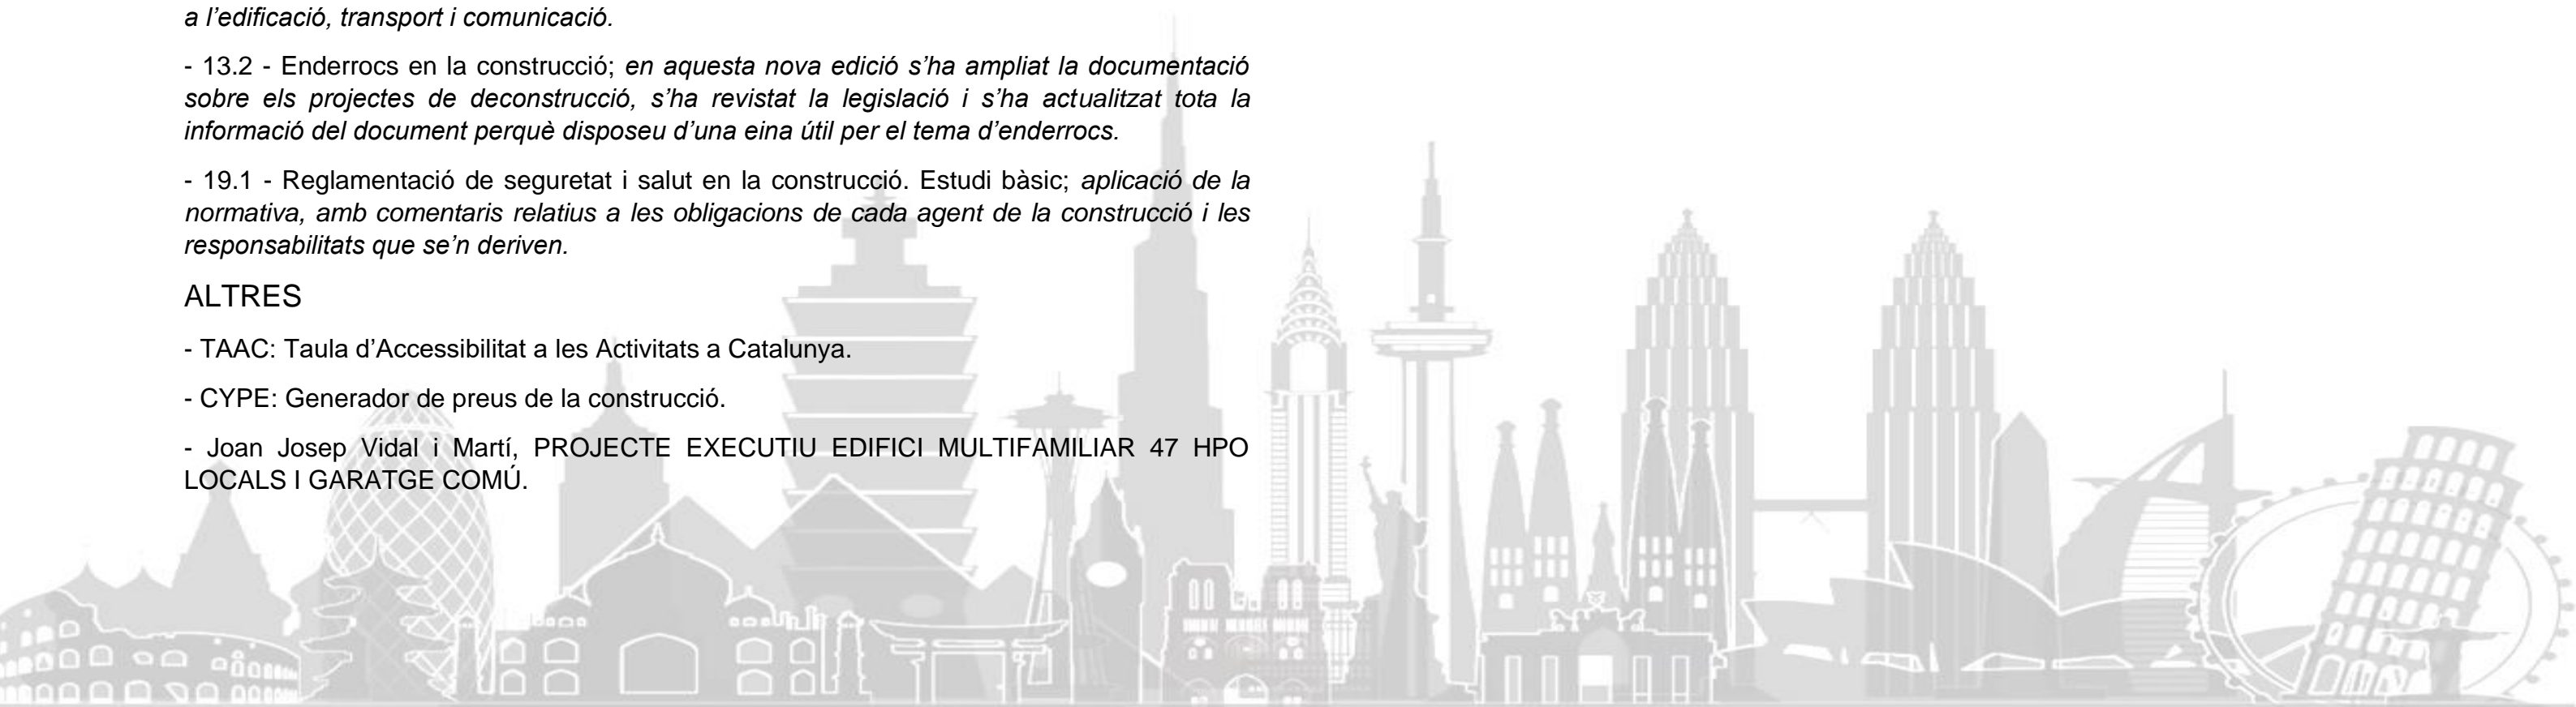 a l’edificació, transport i comunicació.
- 13.2 - Enderrocs en la construcció; en aquesta nova edició s’ha ampliat la documentació
sobre els projectes de deconstrucció, s’ha revistat la legislació i s’ha actualitzat tota la
informació del document perquè disposeu d’una eina útil per el tema d’enderrocs.
- 19.1 - Reglamentació de seguretat i salut en la construcció. Estudi bàsic; aplicació de la
normativa, amb comentaris relatius a les obligacions de cada agent de la construcció i les
responsabilitats que se’n deriven.
ALTRES
- TAAC: Taula d’Accessibilitat a les Activitats a Catalunya.
- CYPE: Generador de preus de la construcció.
- Joan Josep Vidal i Martí, PROJECTE EXECUTIU EDIFICI MULTIFAMILIAR 47 HPO
LOCALS I GARATGE COMÚ.